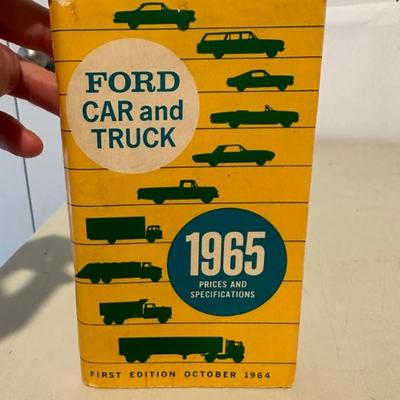 FORD
CAR and
TRUCK
1965
PRICES AND
SPECIFICATIONS
FIRST EDITION OCTOBER 1964